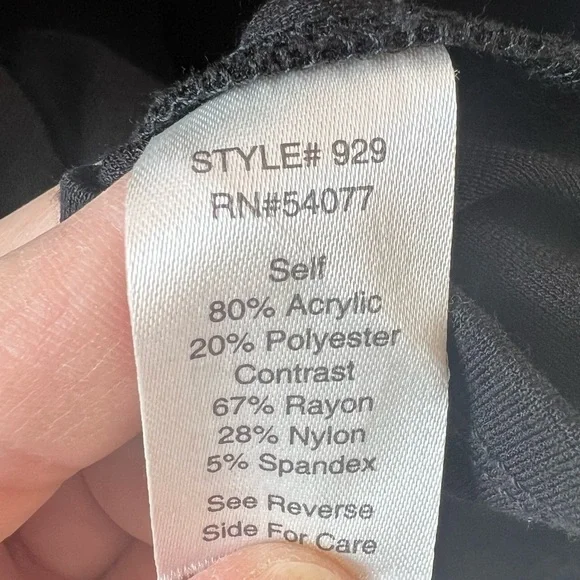 STYLE# 929
RN#54077
Self
80% Acrylic
20% Polyester
Contrast
67% Rayon
28% Nylon
5% Spandex
See Reverse
Side For Care